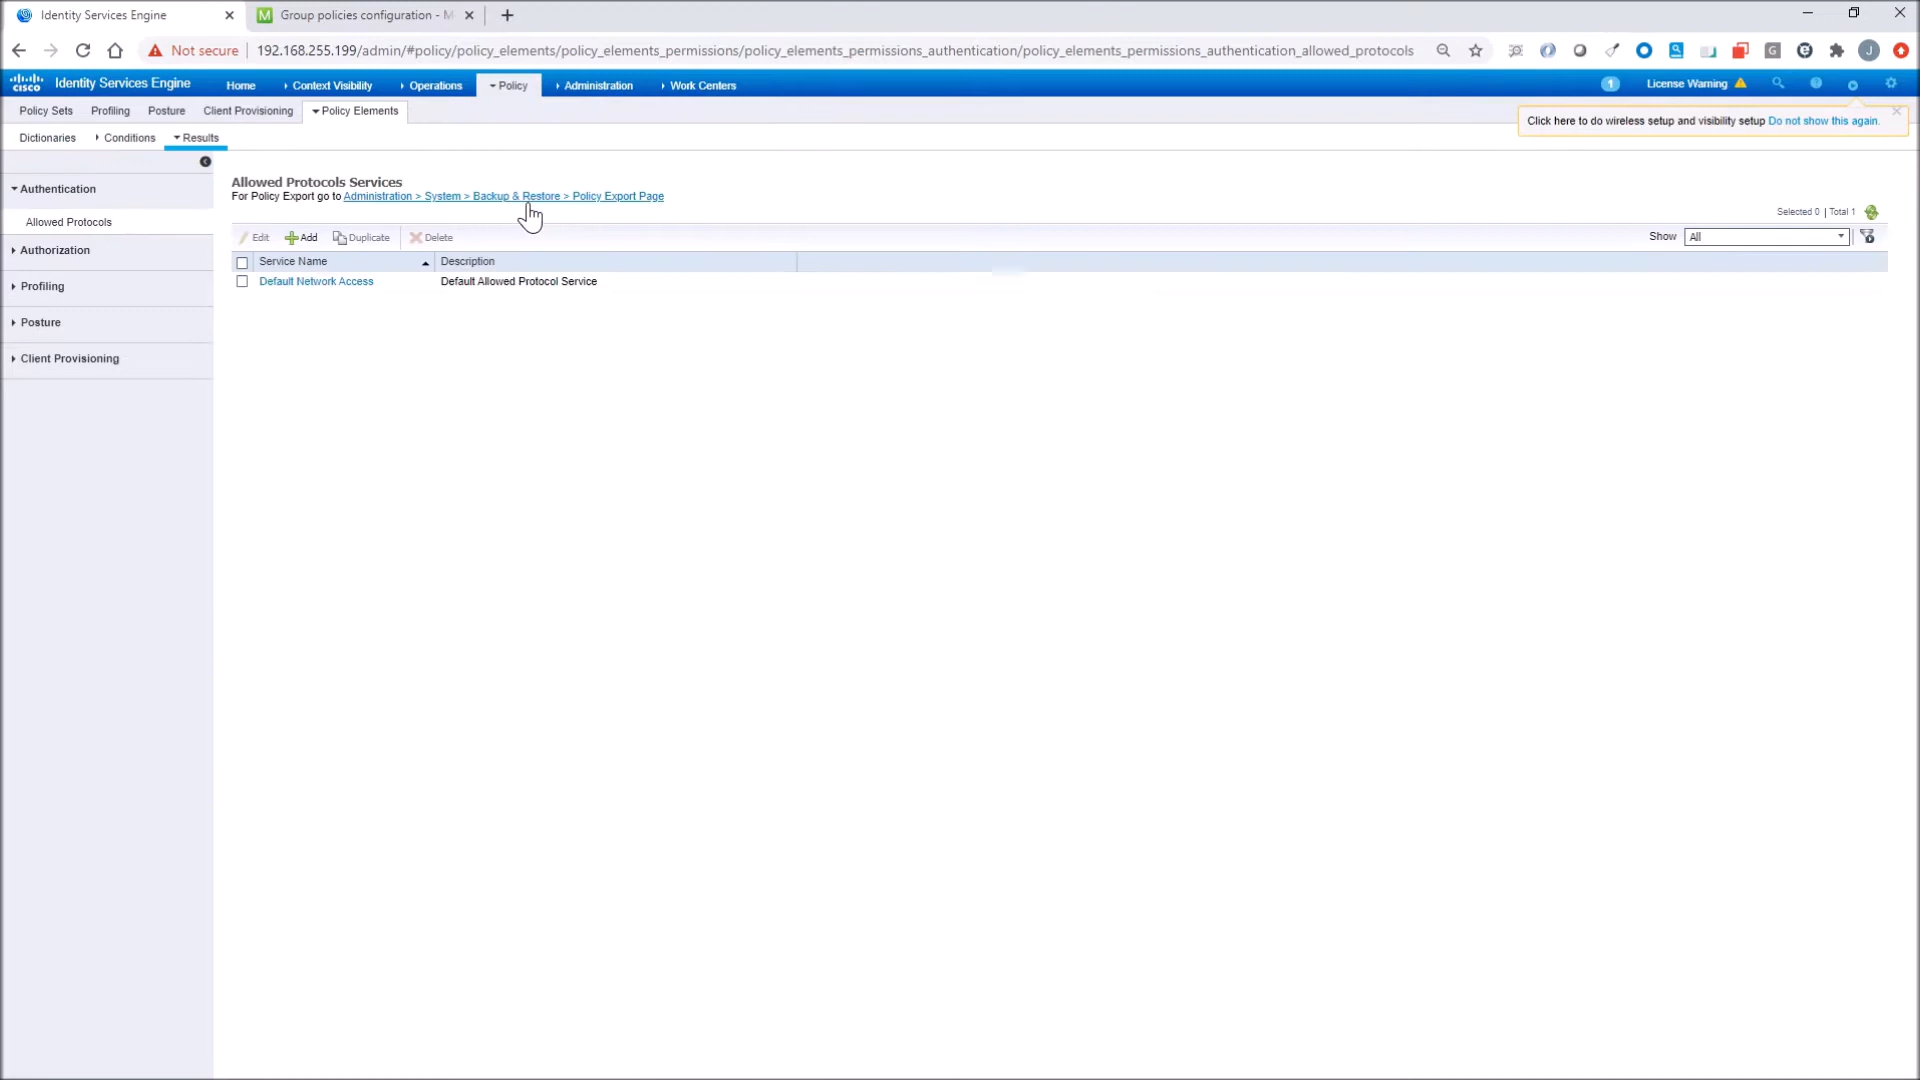 Identity Services Engine
Group policies configuration - M
Not secure
192.168.255.199/admin/#policy/policy_elements/policy_elements_permissions/policy_elements_permissions_authentication/policy_elements_permissions_authentication_allowed_protocols
J
cisco Identity Services Engine
Home
Context Visibility
Operations
Policy
Administration
Work Centers
1
License Warning
Policy Sets
Profiling
Posture
Client Provisioning
Policy Elements
Click here to do wireless setup and visibility setup Do not show this again.
Dictionaries
Conditions
Results
Authentication
Allowed Protocols
Authorization
Profiling
Posture
Client Provisioning
Allowed Protocols Services
For Policy Export go to Administration > System > Backup & Restore > Policy Export Page
Selected 0 | Total 1
Edit
Add
Duplicate
Delete
Show
All
Service Name
Description
Default Network Access
Default Allowed Protocol Service